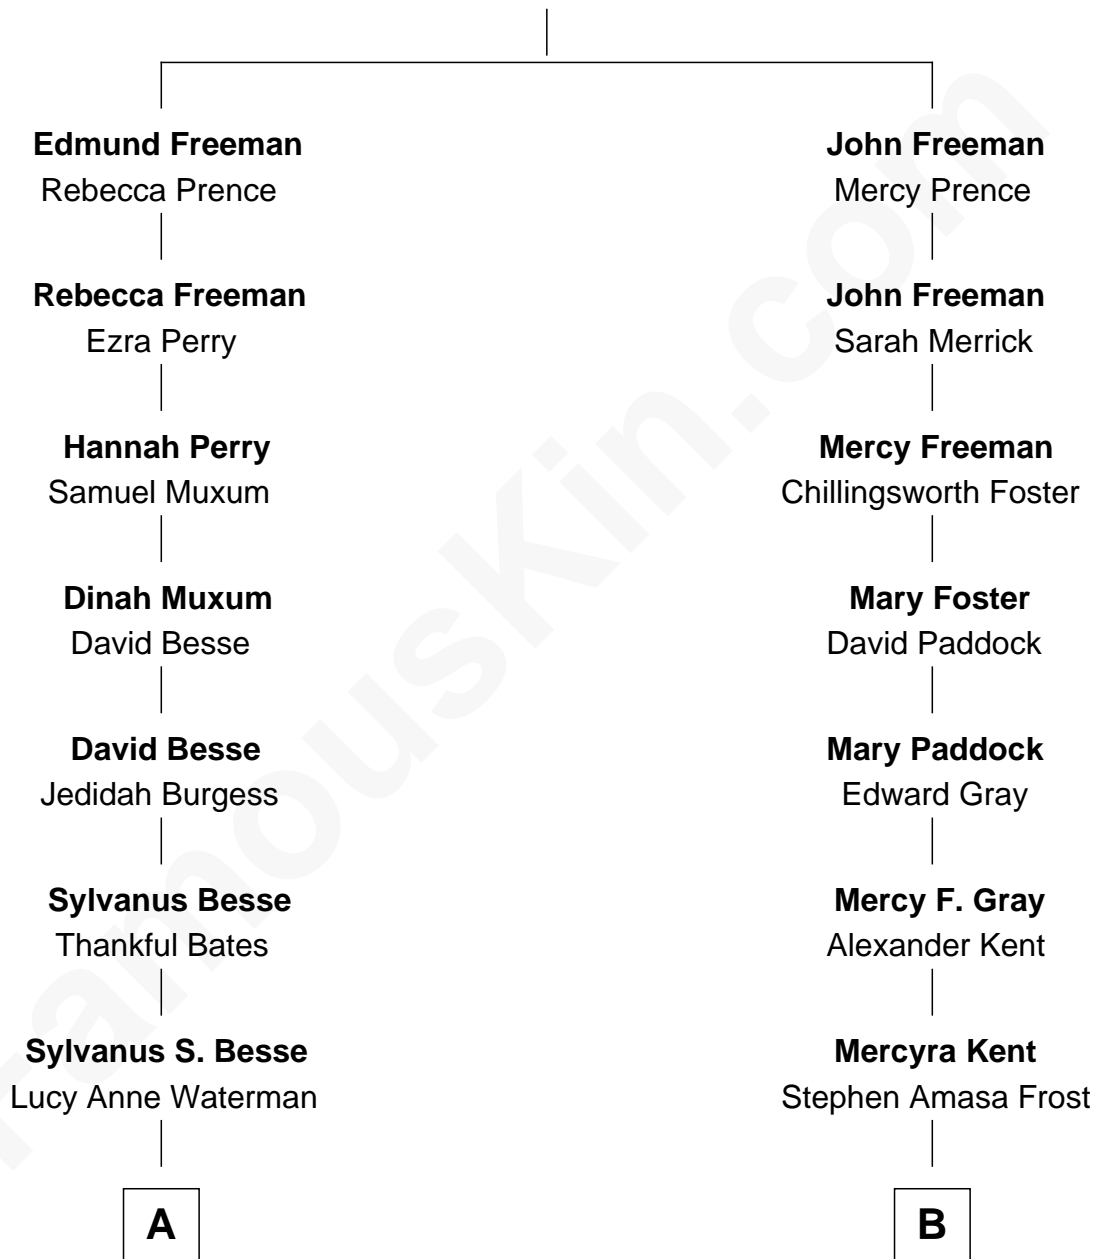 Edmund Freeman
Rebecca Prence
Rebecca Freeman
Ezra Perry
Hannah Perry
Samuel Muxum
Dinah Muxum
David Besse
David Besse
Jedidah Burgess
Sylvanus Besse
Thankful Bates
Sylvanus S. Besse
Lucy Anne Waterman
A
John Freeman
Mercy Prence
John Freeman
Sarah Merrick
Mercy Freeman
Chillingsworth Foster
Mary Foster
David Paddock
Mary Paddock
Edward Gray
Mercy F. Gray
Alexander Kent
Mercyra Kent
Stephen Amasa Frost
B
FamousKin.com